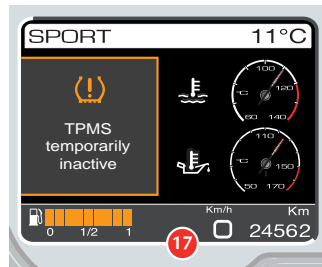 SPORT 11°C
TPMS
temporarily
inactive
100
°C 120
60 140
110
°C 150
50 170
0 1/2 1
Km/h Km
0 24562
17